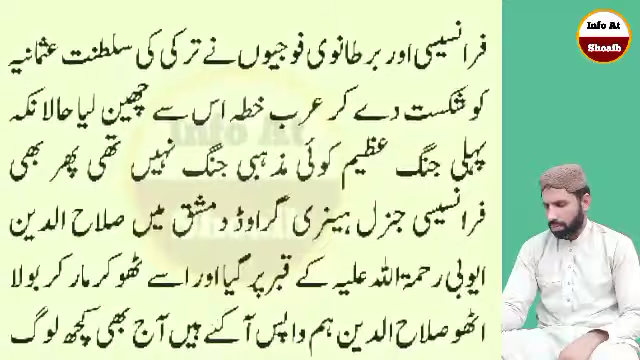 Info At
Shoaib
فرانسیسی اور برطانوی فوجیوں نے ترکی کی سلطنت عثمانیہ
کو شکست دے کر عرب خطہ اس سے چھین لیا حالانکہ
پہلی جنگ عظیم کوئی مذہبی جنگ نہیں تھی پھر بھی
فرانسیسی جنرل ہینری گراوڈ دمشق میں صلاح الدین
ایوبی رحمۃ اللہ علیہ کے قبر پر گیا اور اسے ٹھوکر مار کر بولا
اٹھو صلاح الدین ہم واپس آگئے ہیں آج بھی کچھ لوگ
Info At